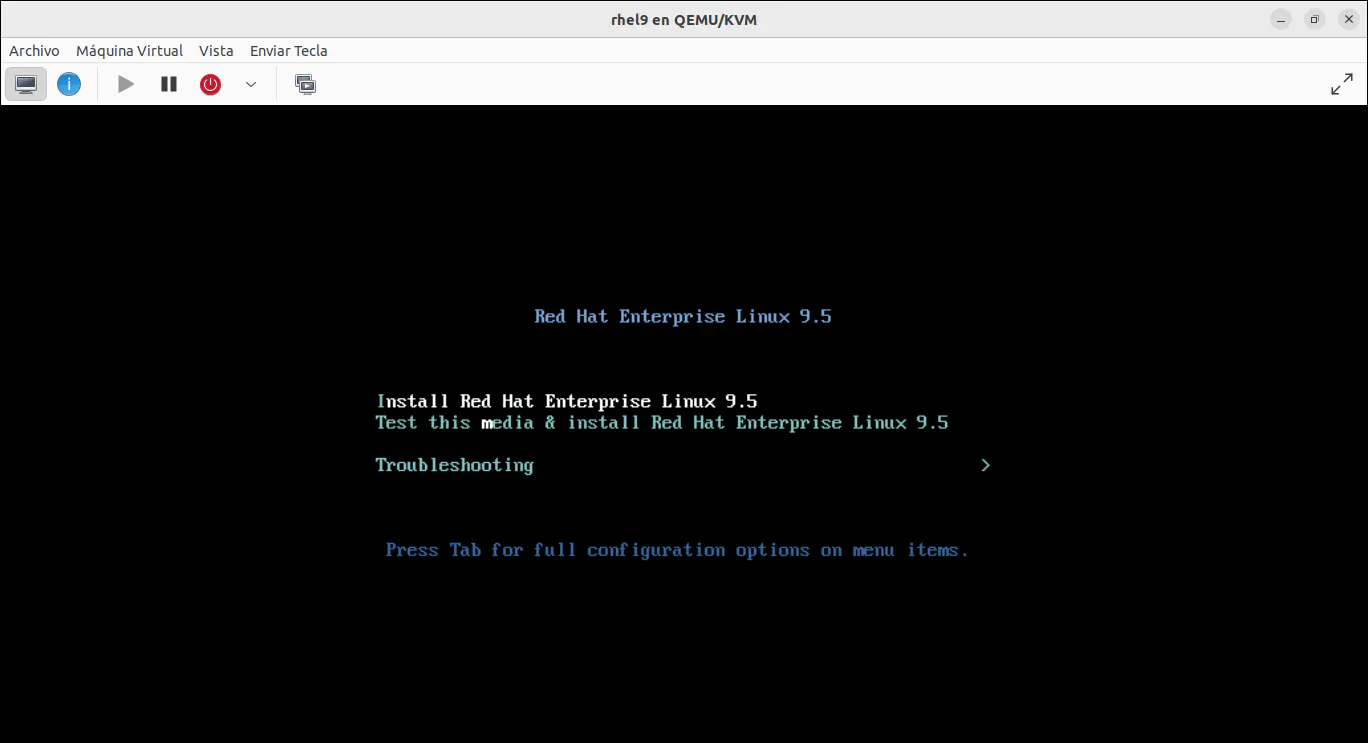 rhel9 en QEMU/KVM
Archivo Máquina Virtual Vista Enviar Tecla
Red Hat Enterprise Linux 9.5
Install Red Hat Enterprise Linux 9.5
Test this media & install Red Hat Enterprise Linux 9.5
Troubleshooting >
Press Tab for full configuration options on menu items.